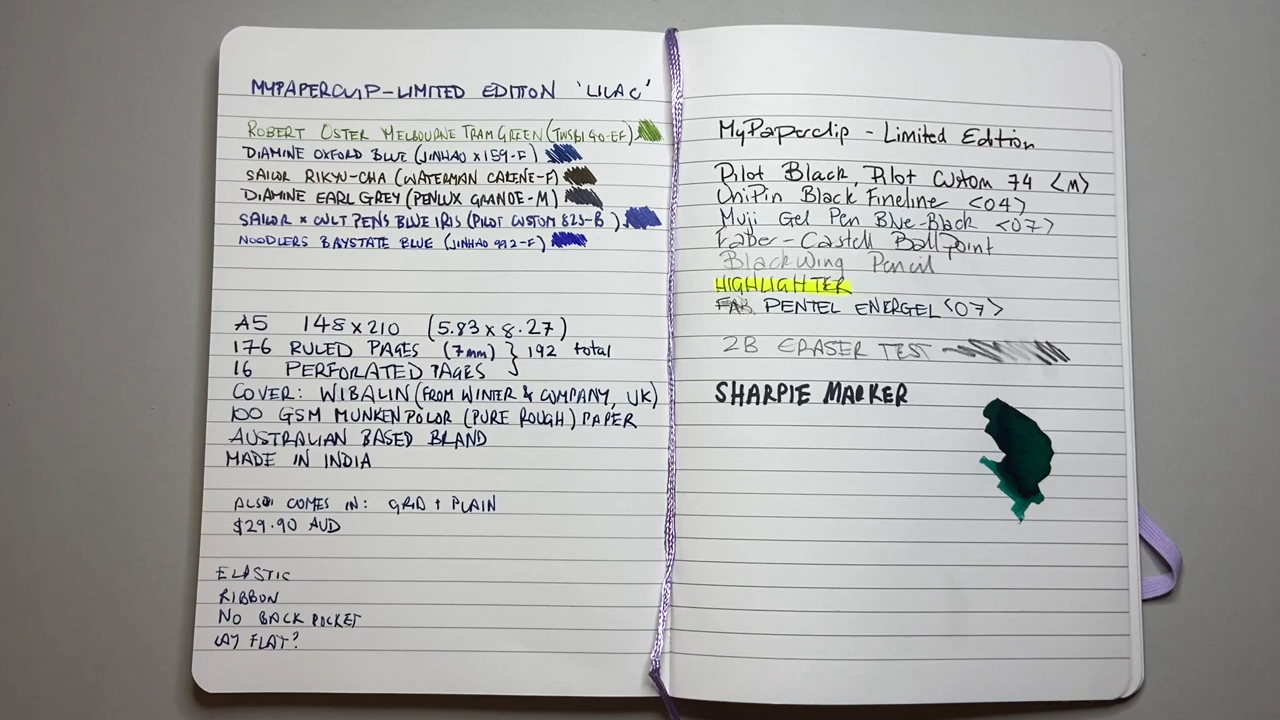 MYPAPERCLIP-LIMITED EDITION 'LILAC'
ROBERT OSTER MELBOURNE TRAM GREEN (TWSBI GO-EF)
DIAMINE OXFORD BLUE (JINHAO X159-F)
SAILOR RIKYU-CHA (WATERMAN CARENE-F)
DIAMINE EARL GREY (PENLUX GRANDE-M)
SAILOR x CULT PENS BLUE IRIS (PILOT CUSTOM 823-B)
NOODLERS BAYSTATE BLUE (JINHAO 992-F)
A5 148 x 210 (5.83 x 8.27)
176 RULED PAGES (7mm) } 192 total
16 PERFORATED PAGES
COVER: WIBALIN (FROM WINTER & COMPANY, UK)
100 GSM MUNKEN POLOR (PURE ROUGH) PAPER
AUSTRALIAN BASED BRAND
MADE IN INDIA
ALSO COMES IN: GRID + PLAIN
$29.90 AUD
ELASTIC
RIBBON
NO BACK POCKET
LAY FLAT?
MyPaperclip - Limited Edition
Pilot Black, Pilot Custom 74 <M>
UniPin Black Fineline <04>
Muji Gel Pen Blue-Black <07>
Faber-Castell Ballpoint
Blackwing Pencil
HIGHLIGHTER
FAB PENTEL ENERGEL <07>
2B ERASER TEST
SHARPIE MARKER